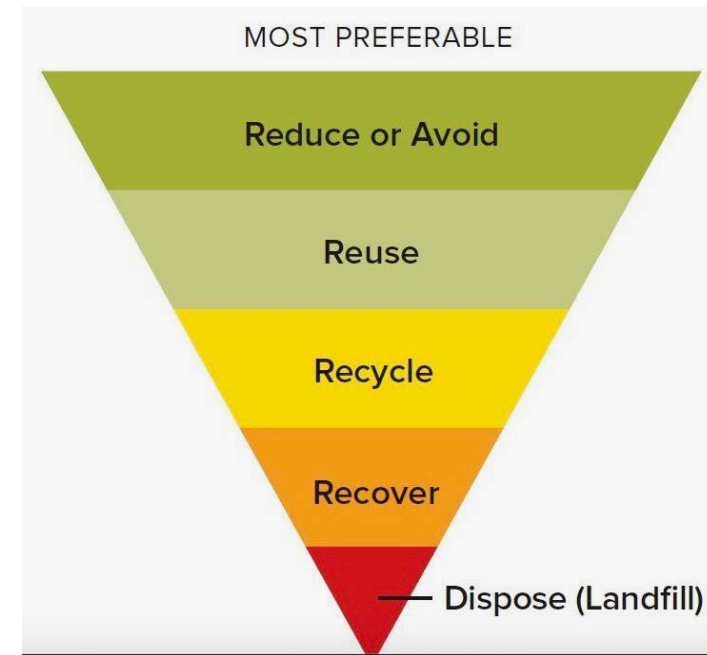 MOST PREFERABLE
Reduce or Avoid
Reuse
Recycle
Recover
Dispose (Landfill)